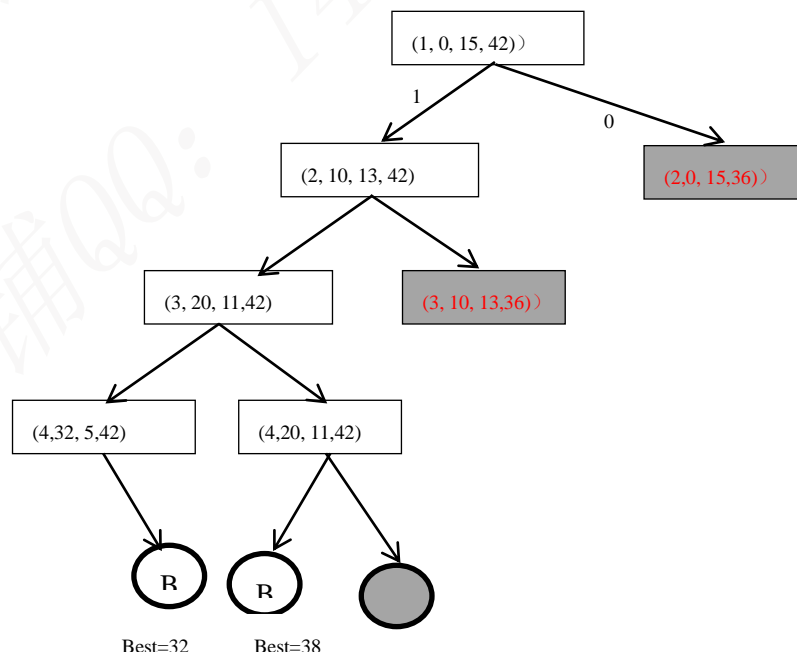 (1, 0, 15, 42)）
1
0
(2, 10, 13, 42)
(2,0, 15,36)）
(3, 20, 11,42)
(3, 10, 13,36)）
(4,32, 5,42)
(4,20, 11,42)
Best=32
Best=38